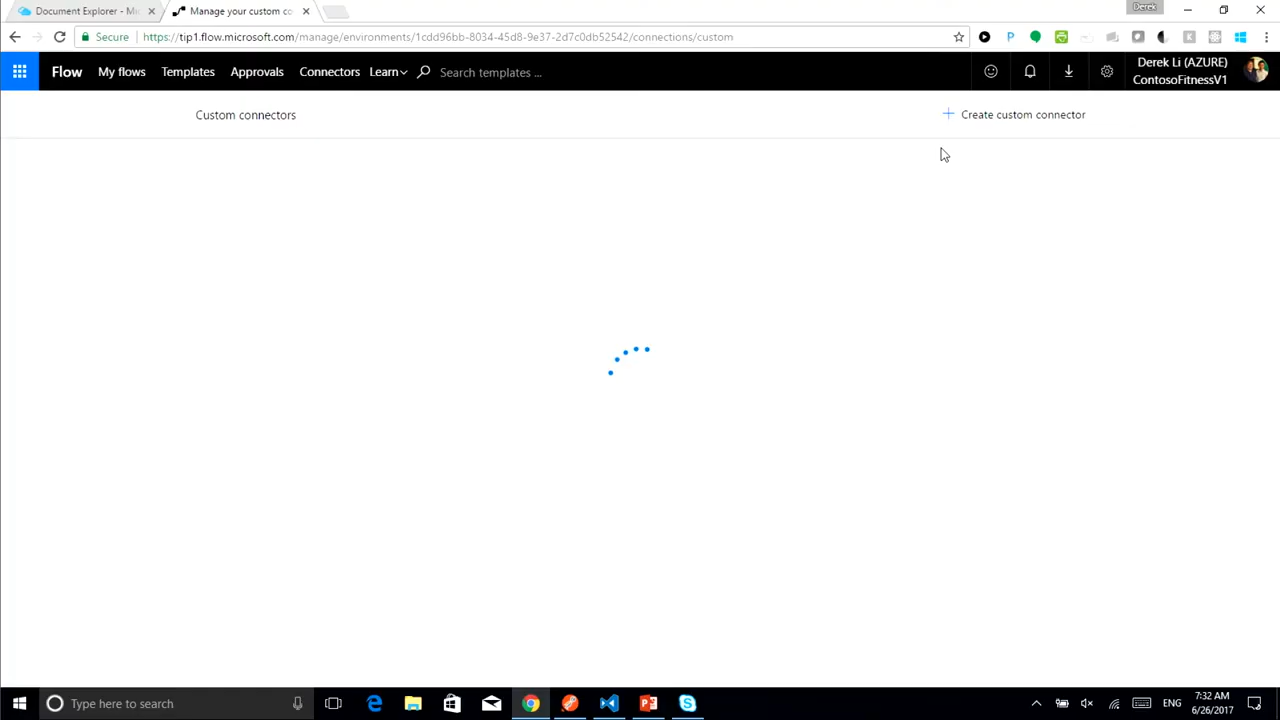 Document Explorer - Mic
Manage your custom co
Derek
Secure
https://tip1.flow.microsoft.com/manage/environments/1cdd96bb-8034-45d8-9e37-2d7c0db52542/connections/custom
Flow
My flows
Templates
Approvals
Connectors
Learn
Search templates ...
Derek Li (AZURE)
ContosoFitnessV1
Custom connectors
Create custom connector
Type here to search
ENG
7:32 AM
6/26/2017